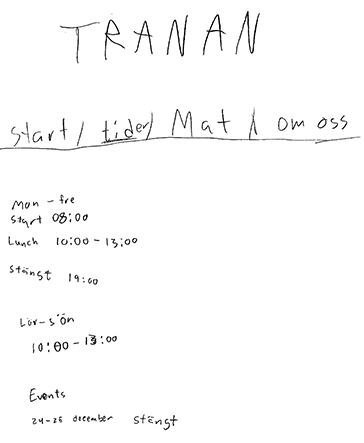 TRANAN
Start / tider / Mat / om oss
Mon - fre
Start 08:00
Lunch 10:00 - 13:00
Stängt 19:00
Lör-sön
10:00 - 13:00
Events
24-25 december stängt